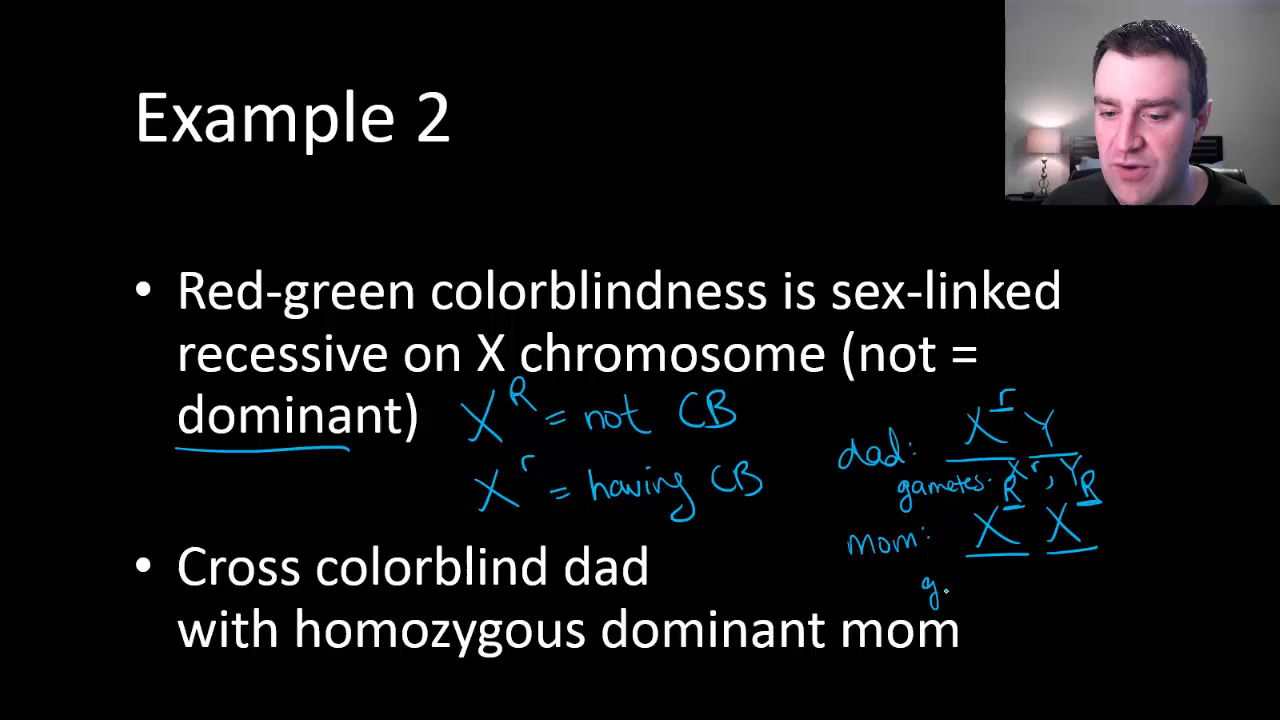 Example 2
• Red-green colorblindness is sex-linked
recessive on X chromosome (not =
dominant)
X^R = not CB
X^r = having CB
dad: X^r Y
gametes: X^r, Y
mom: X^R X^R
g.
• Cross colorblind dad
with homozygous dominant mom